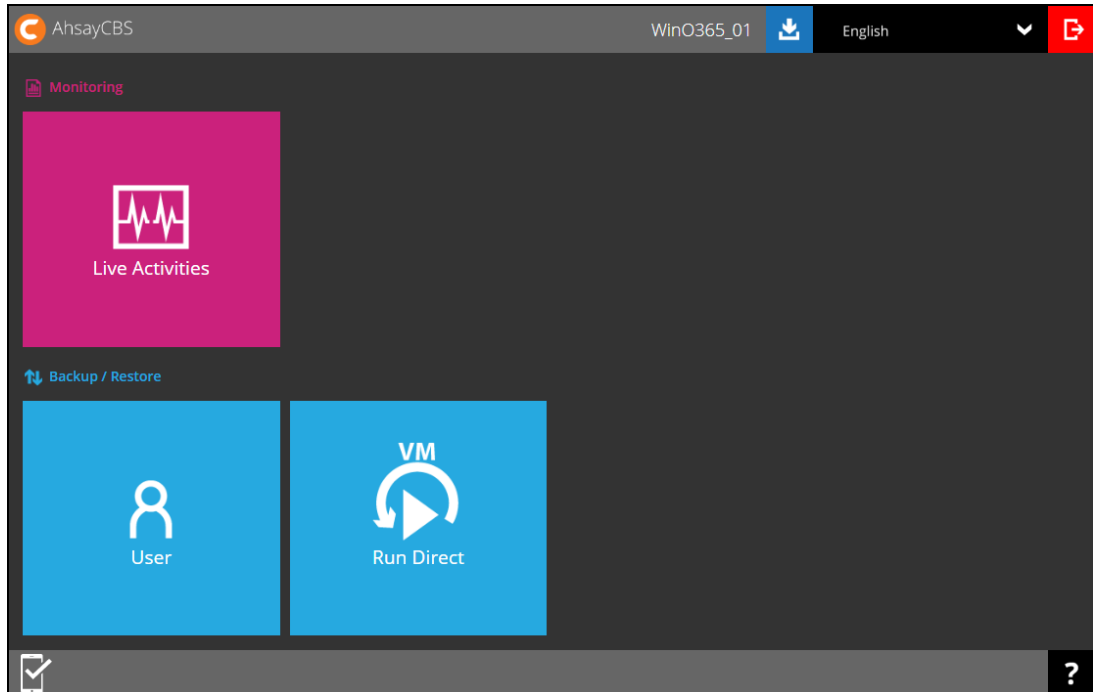 AhsayCBS
WinO365_01
English
Monitoring
Live Activities
Backup / Restore
User
VM
Run Direct
?